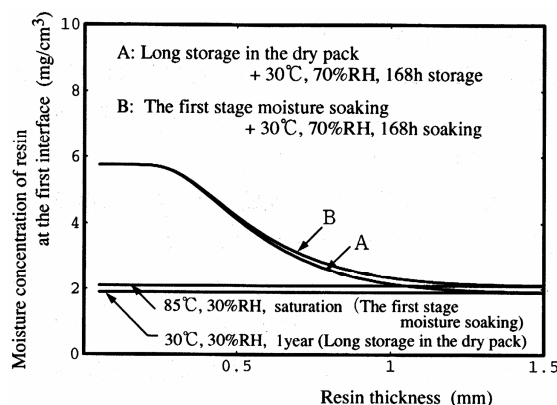 Moisture concentration of resin
at the first interface (mg/cm³)
10
8
6
4
2
0
A: Long storage in the dry pack
+ 30℃, 70%RH, 168h storage
B: The first stage moisture soaking
+ 30℃, 70%RH, 168h soaking
B
A
85℃, 30%RH, saturation (The first stage
moisture soaking)
30℃, 30%RH, 1year (Long storage in the dry pack)
0.5
1
1.5
Resin thickness (mm)